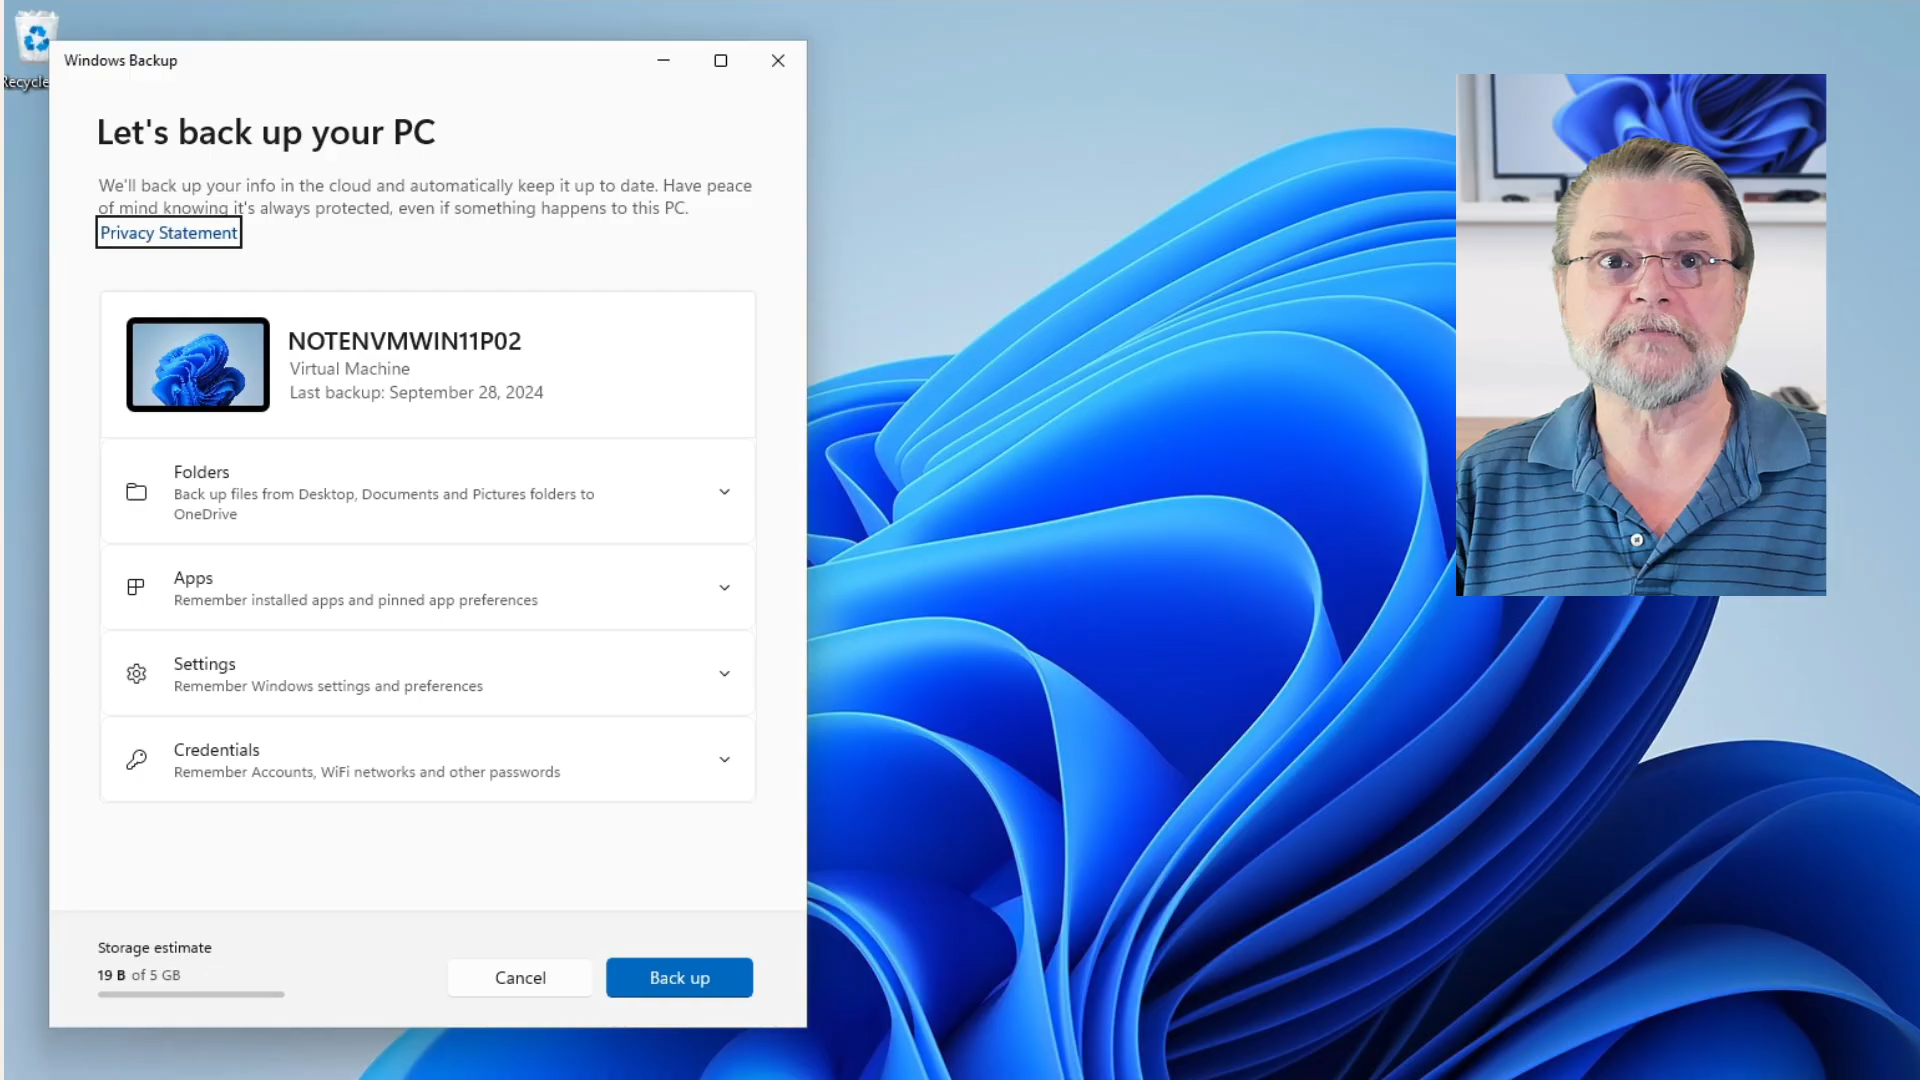 Recycle
Windows Backup
Let's back up your PC
We'll back up your info in the cloud and automatically keep it up to date. Have peace
of mind knowing it's always protected, even if something happens to this PC.
Privacy Statement
NOTENVMWIN11P02
Virtual Machine
Last backup: September 28, 2024
Folders
Back up files from Desktop, Documents and Pictures folders to
OneDrive
Apps
Remember installed apps and pinned app preferences
Settings
Remember Windows settings and preferences
Credentials
Remember Accounts, WiFi networks and other passwords
Storage estimate
19 B of 5 GB
Cancel
Back up